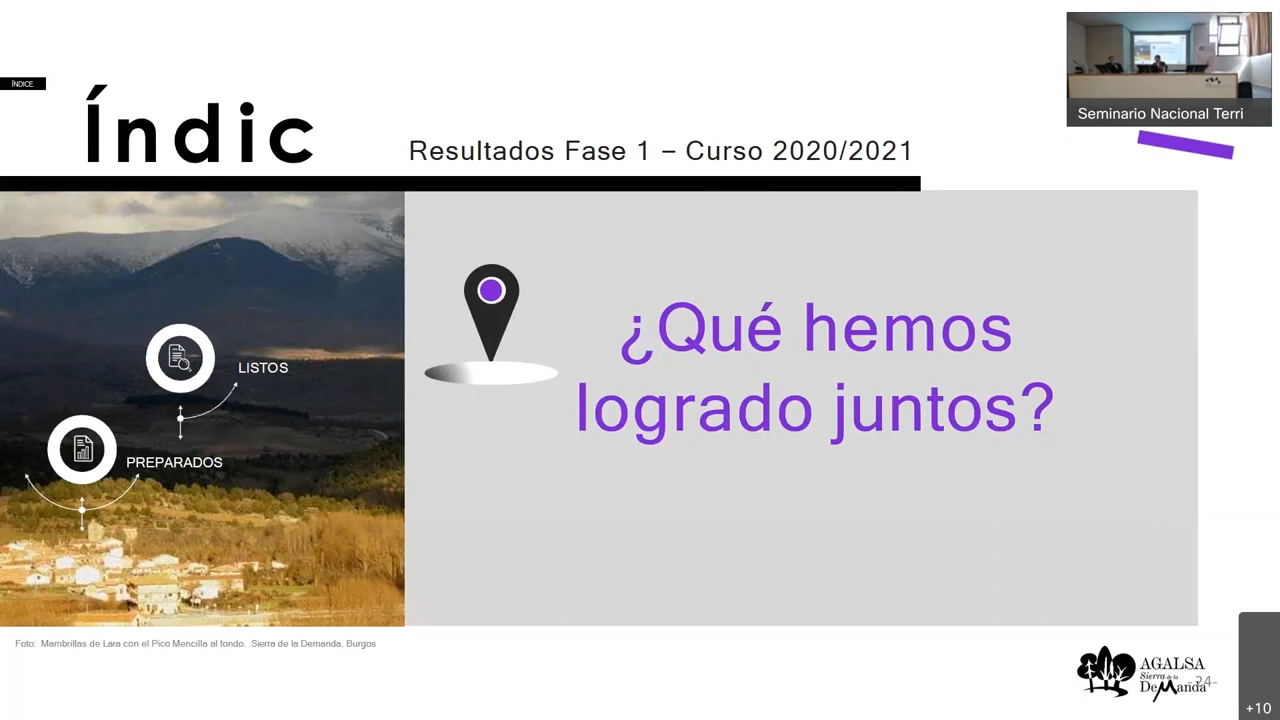 ÍNDICE
Índic
Resultados Fase 1 – Curso 2020/2021
Seminario Nacional Terri
¿Qué hemos
logrado juntos?
LISTOS
PREPARADOS
Foto: Mambrillas de Lara con el Pico Mencilla al fondo. Sierra de la Demanda, Burgos
AGALSA
Sierra de la
DeManda
-24-
+10